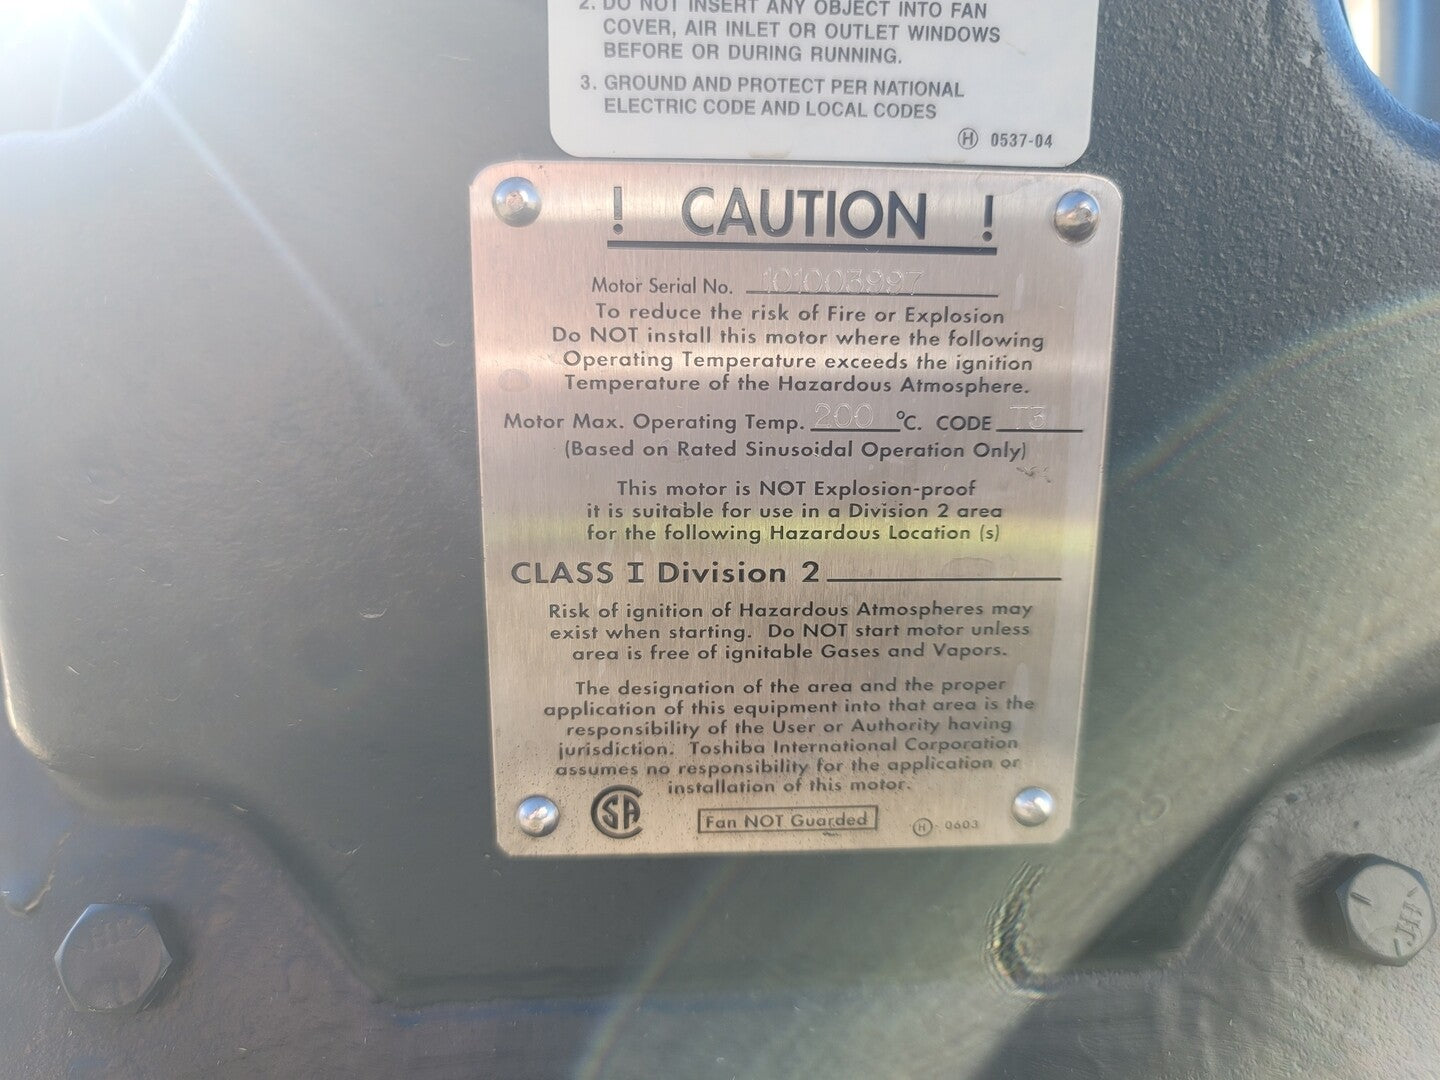 2. DO NOT INSERT ANY OBJECT INTO FAN
COVER, AIR INLET OR OUTLET WINDOWS
BEFORE OR DURING RUNNING.
3. GROUND AND PROTECT PER NATIONAL
ELECTRIC CODE AND LOCAL CODES
H 0537-04
! CAUTION !
Motor Serial No. 101003997
To reduce the risk of Fire or Explosion
Do NOT install this motor where the following
Operating Temperature exceeds the ignition
Temperature of the Hazardous Atmosphere.
Motor Max. Operating Temp. 200 °C. CODE T3
(Based on Rated Sinusoidal Operation Only)
This motor is NOT Explosion-proof
it is suitable for use in a Division 2 area
for the following Hazardous Location (s)
CLASS I Division 2
Risk of ignition of Hazardous Atmospheres may
exist when starting. Do NOT start motor unless
area is free of ignitable Gases and Vapors.
The designation of the area and the proper
application of this equipment into that area is the
responsibility of the User or Authority having
jurisdiction. Toshiba International Corporation
assumes no responsibility for the application or
installation of this motor.
SA Fan NOT Guarded H - 0603
JH